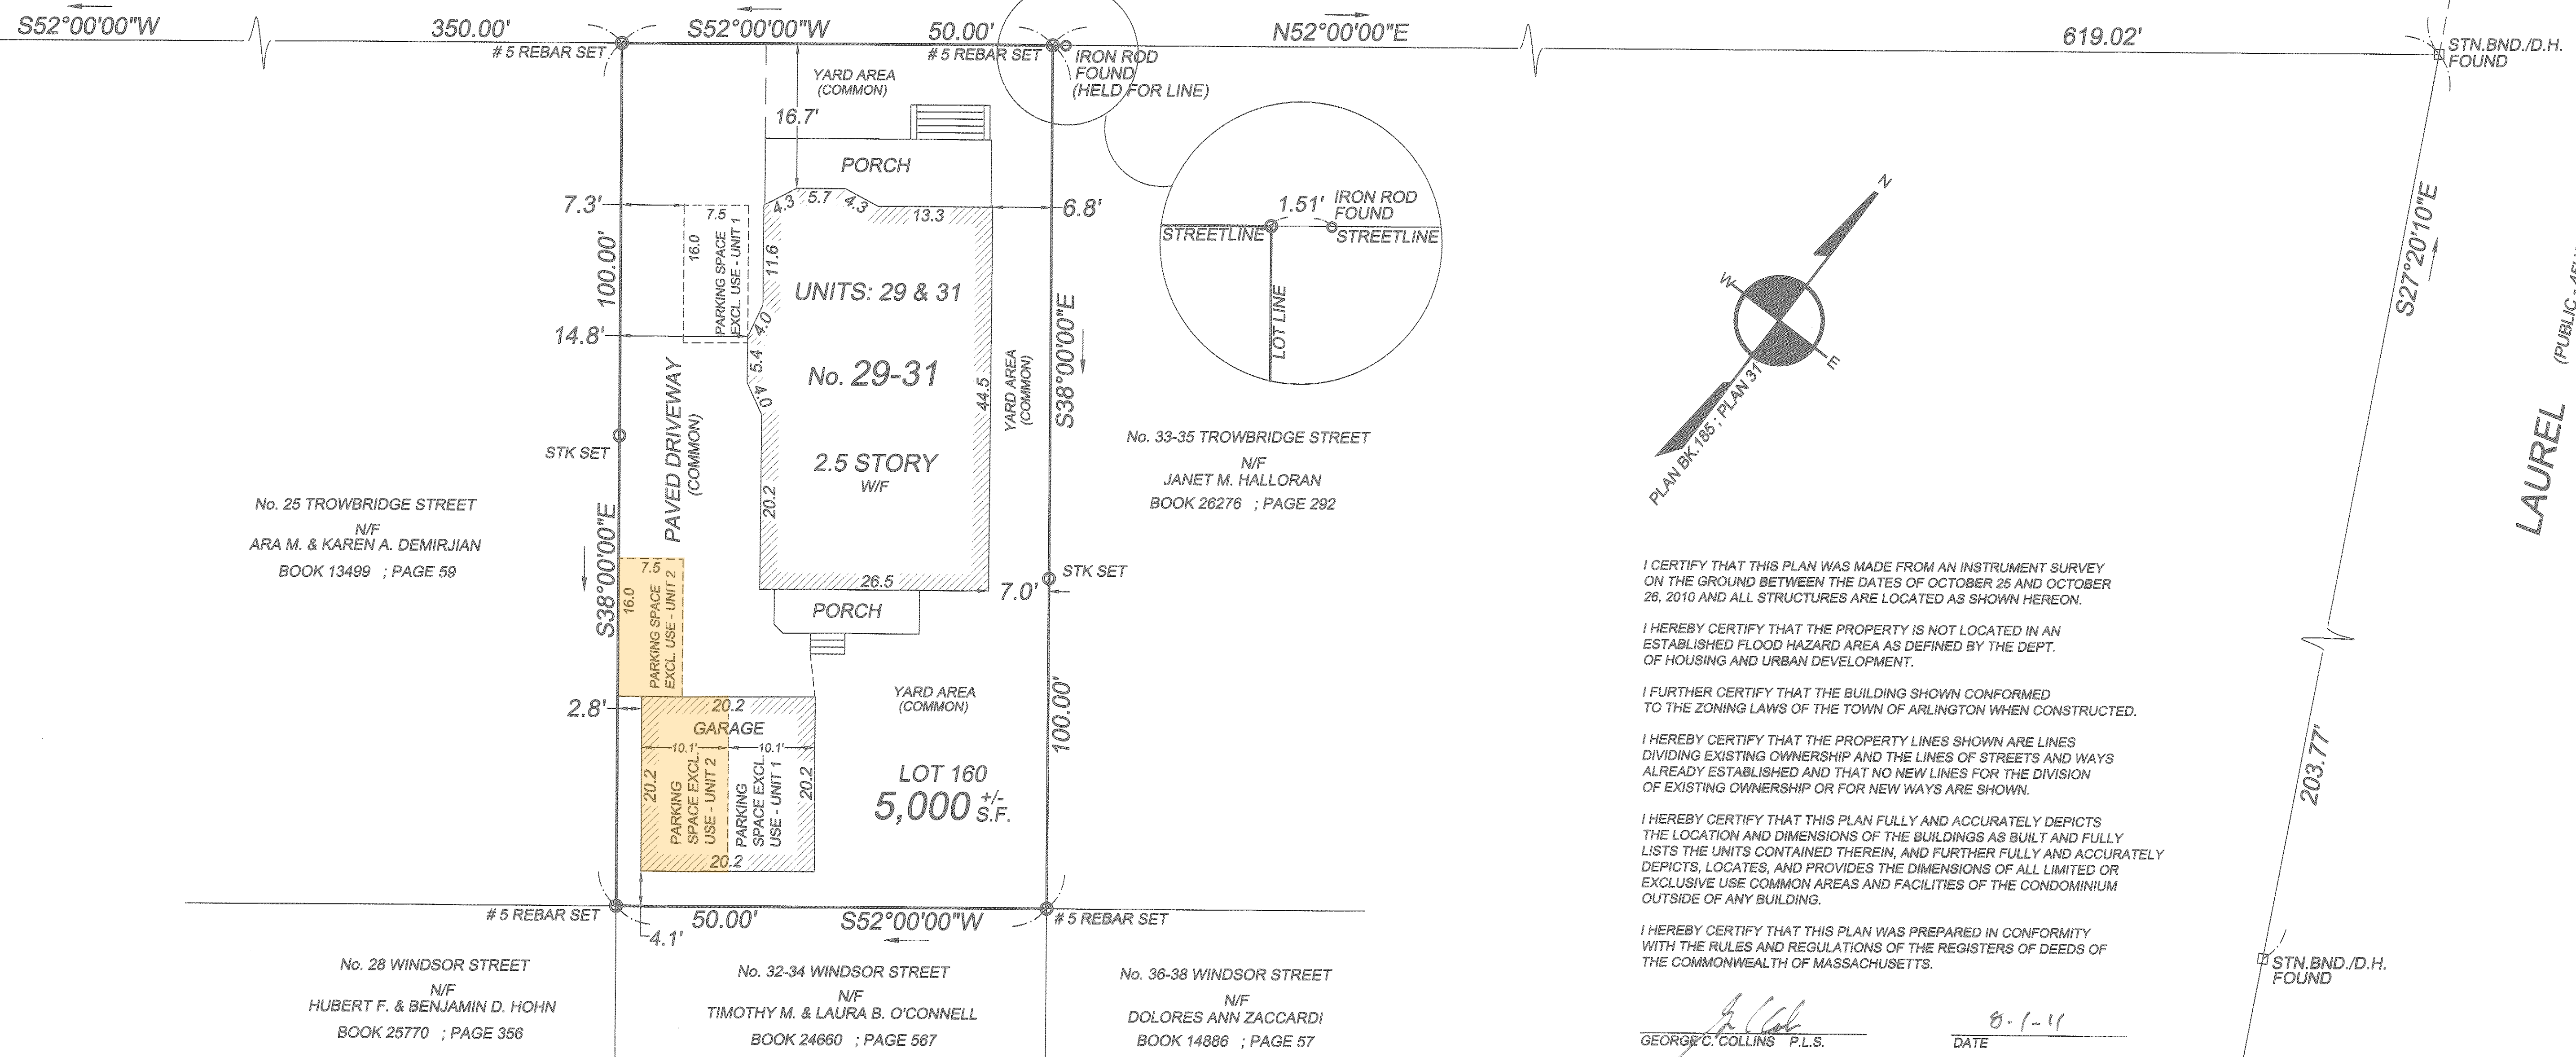 S52°00'00"W
350.00'
S52°00'00"W
50.00'
N52°00'00"E
619.02'
# 5 REBAR SET
# 5 REBAR SET
IRON ROD
FOUND
(HELD FOR LINE)
STN.BND./D.H.
FOUND
YARD AREA
(COMMON)
16.7'
PORCH
7.3'
7.5
16.0
PARKING SPACE
EXCL. USE - UNIT 1
4.3
5.7
4.3
13.3
6.8'
1.51'
IRON ROD
FOUND
STREETLINE
STREETLINE
LOT LINE
N
W
E
PLAN BK.185 ; PLAN 31
S27°20'10"E
100.00'
11.6
UNITS: 29 & 31
14.8'
4.0
5.4
4.0
No. 29-31
44.5
YARD AREA
(COMMON)
S38°00'00"E
PAVED DRIVEWAY
(COMMON)
STK SET
2.5 STORY
W/F
20.2
No. 33-35 TROWBRIDGE STREET
N/F
JANET M. HALLORAN
BOOK 26276 ; PAGE 292
LAUREL
No. 25 TROWBRIDGE STREET
N/F
ARA M. & KAREN A. DEMIRJIAN
BOOK 13499 ; PAGE 59
S38°00'00"E
7.5
16.0
PARKING SPACE
EXCL. USE - UNIT 2
26.5
7.0'
STK SET
PORCH
YARD AREA
(COMMON)
100.00'
2.8'
20.2
GARAGE
10.1'
10.1'
20.2
PARKING
SPACE EXCL.
USE - UNIT 2
PARKING
SPACE EXCL.
USE - UNIT 1
20.2
20.2
LOT 160
5,000 +/-
S.F.
# 5 REBAR SET
50.00'
S52°00'00"W
# 5 REBAR SET
4.1'
No. 28 WINDSOR STREET
N/F
HUBERT F. & BENJAMIN D. HOHN
BOOK 25770 ; PAGE 356
No. 32-34 WINDSOR STREET
N/F
TIMOTHY M. & LAURA B. O'CONNELL
BOOK 24660 ; PAGE 567
No. 36-38 WINDSOR STREET
N/F
DOLORES ANN ZACCARDI
BOOK 14886 ; PAGE 57
I CERTIFY THAT THIS PLAN WAS MADE FROM AN INSTRUMENT SURVEY
ON THE GROUND BETWEEN THE DATES OF OCTOBER 25 AND OCTOBER
26, 2010 AND ALL STRUCTURES ARE LOCATED AS SHOWN HEREON.
I HEREBY CERTIFY THAT THE PROPERTY IS NOT LOCATED IN AN
ESTABLISHED FLOOD HAZARD AREA AS DEFINED BY THE DEPT.
OF HOUSING AND URBAN DEVELOPMENT.
I FURTHER CERTIFY THAT THE BUILDING SHOWN CONFORMED
TO THE ZONING LAWS OF THE TOWN OF ARLINGTON WHEN CONSTRUCTED.
I HEREBY CERTIFY THAT THE PROPERTY LINES SHOWN ARE LINES
DIVIDING EXISTING OWNERSHIP AND THE LINES OF STREETS AND WAYS
ALREADY ESTABLISHED AND THAT NO NEW LINES FOR THE DIVISION
OF EXISTING OWNERSHIP OR FOR NEW WAYS ARE SHOWN.
I HEREBY CERTIFY THAT THIS PLAN FULLY AND ACCURATELY DEPICTS
THE LOCATION AND DIMENSIONS OF THE BUILDINGS AS BUILT AND FULLY
LISTS THE UNITS CONTAINED THEREIN, AND FURTHER FULLY AND ACCURATELY
DEPICTS, LOCATES, AND PROVIDES THE DIMENSIONS OF ALL LIMITED OR
EXCLUSIVE USE COMMON AREAS AND FACILITIES OF THE CONDOMINIUM
OUTSIDE OF ANY BUILDING.
I HEREBY CERTIFY THAT THIS PLAN WAS PREPARED IN CONFORMITY
WITH THE RULES AND REGULATIONS OF THE REGISTERS OF DEEDS OF
THE COMMONWEALTH OF MASSACHUSETTS.
203.77'
STN.BND./D.H.
FOUND
8-1-11
GEORGE C. COLLINS P.L.S.
DATE